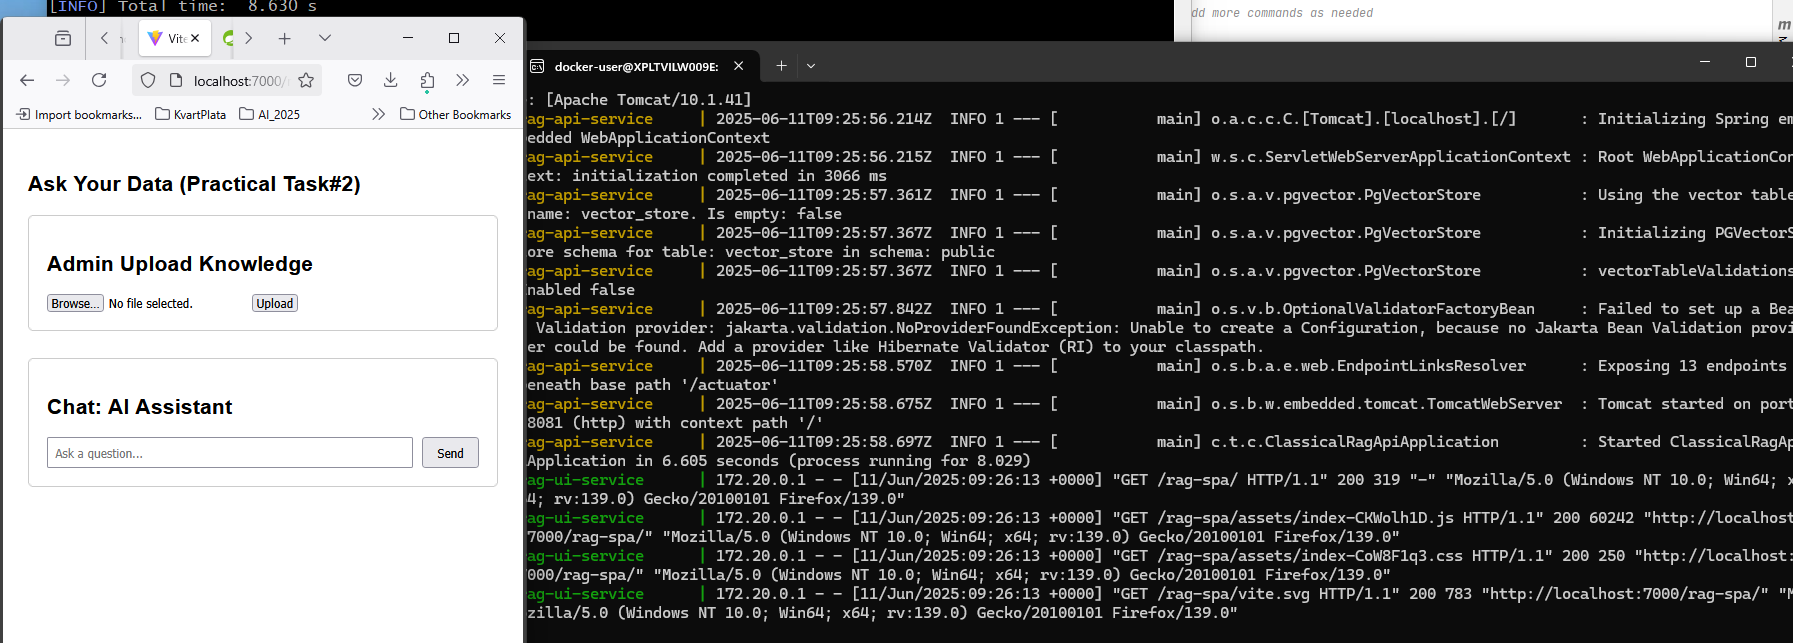 [INFO] Total time:  8.630 s
dd more commands as needed
m
Vite
localhost:7000/
Import bookmarks...
KvartPlata
AI_2025
Other Bookmarks
Ask Your Data (Practical Task#2)
Admin Upload Knowledge
Browse... No file selected.
Upload
Chat: AI Assistant
Ask a question...
Send
docker-user@XPLTVILW009E:
: [Apache Tomcat/10.1.41]
ag-api-service     | 2025-06-11T09:25:56.214Z  INFO 1 --- [           main] o.a.c.c.C.[Tomcat].[localhost].[/]       : Initializing Spring em
edded WebApplicationContext
ag-api-service     | 2025-06-11T09:25:56.215Z  INFO 1 --- [           main] w.s.c.ServletWebServerApplicationContext : Root WebApplicationCon
ext: initialization completed in 3066 ms
ag-api-service     | 2025-06-11T09:25:57.361Z  INFO 1 --- [           main] o.s.a.v.pgvector.PgVectorStore           : Using the vector table
name: vector_store. Is empty: false
ag-api-service     | 2025-06-11T09:25:57.367Z  INFO 1 --- [           main] o.s.a.v.pgvector.PgVectorStore           : Initializing PGVectorS
ore schema for table: vector_store in schema: public
ag-api-service     | 2025-06-11T09:25:57.367Z  INFO 1 --- [           main] o.s.a.v.pgvector.PgVectorStore           : vectorTableValidations
nabled false
ag-api-service     | 2025-06-11T09:25:57.842Z  INFO 1 --- [           main] o.s.v.b.OptionalValidatorFactoryBean     : Failed to set up a Bea
Validation provider: jakarta.validation.NoProviderFoundException: Unable to create a Configuration, because no Jakarta Bean Validation provi
er could be found. Add a provider like Hibernate Validator (RI) to your classpath.
ag-api-service     | 2025-06-11T09:25:58.570Z  INFO 1 --- [           main] o.s.b.a.e.web.EndpointLinksResolver      : Exposing 13 endpoints
eneath base path '/actuator'
ag-api-service     | 2025-06-11T09:25:58.675Z  INFO 1 --- [           main] o.s.b.w.embedded.tomcat.TomcatWebServer  : Tomcat started on port
8081 (http) with context path '/'
ag-api-service     | 2025-06-11T09:25:58.697Z  INFO 1 --- [           main] c.t.c.ClassicalRagApiApplication         : Started ClassicalRagAp
Application in 6.605 seconds (process running for 8.029)
ag-ui-service      | 172.20.0.1 - - [11/Jun/2025:09:26:13 +0000] "GET /rag-spa/ HTTP/1.1" 200 319 "-" "Mozilla/5.0 (Windows NT 10.0; Win64; x
4; rv:139.0) Gecko/20100101 Firefox/139.0"
ag-ui-service      | 172.20.0.1 - - [11/Jun/2025:09:26:13 +0000] "GET /rag-spa/assets/index-CKWolh1D.js HTTP/1.1" 200 60242 "http://localhost
7000/rag-spa/" "Mozilla/5.0 (Windows NT 10.0; Win64; x64; rv:139.0) Gecko/20100101 Firefox/139.0"
ag-ui-service      | 172.20.0.1 - - [11/Jun/2025:09:26:13 +0000] "GET /rag-spa/assets/index-CoW8F1q3.css HTTP/1.1" 200 250 "http://localhost:
000/rag-spa/" "Mozilla/5.0 (Windows NT 10.0; Win64; x64; rv:139.0) Gecko/20100101 Firefox/139.0"
ag-ui-service      | 172.20.0.1 - - [11/Jun/2025:09:26:13 +0000] "GET /rag-spa/vite.svg HTTP/1.1" 200 783 "http://localhost:7000/rag-spa/" "M
zilla/5.0 (Windows NT 10.0; Win64; x64; rv:139.0) Gecko/20100101 Firefox/139.0"